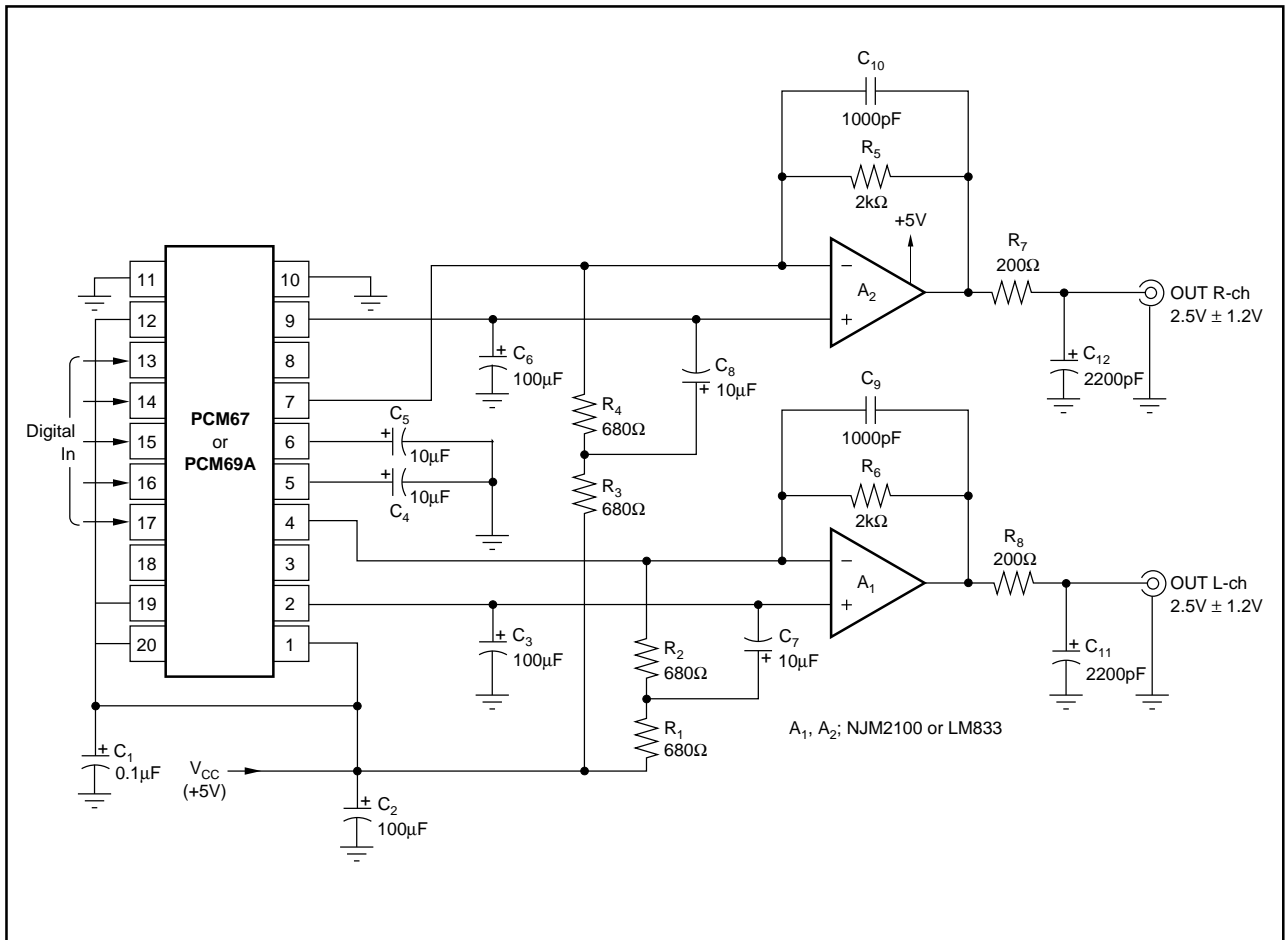 C10
1000pF
R5
2kΩ
+5V
A2
−
+
R7
200Ω
OUT R-ch
2.5V ± 1.2V
+ C12
2200pF
11
12
13
14
15
16
17
18
19
20
10
9
8
7
6
5
4
3
2
1
PCM67
or
PCM69A
Digital
In
+ C6
100µF
C8
+ 10µF
R4
680Ω
C5
+
10µF
+
10µF
C4
R3
680Ω
C9
1000pF
R6
2kΩ
A1
−
+
R8
200Ω
OUT L-ch
2.5V ± 1.2V
+ C11
2200pF
+ C3
100µF
R2
680Ω
C7
+ 10µF
R1
680Ω
A1, A2; NJM2100 or LM833
+ C1
0.1µF
VCC
(+5V)
+ C2
100µF